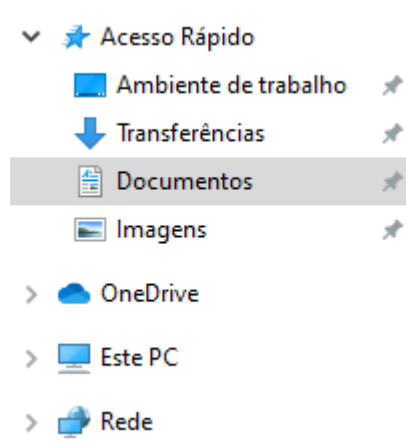 Acesso Rápido
Ambiente de trabalho
Transferências
Documentos
Imagens
OneDrive
Este PC
Rede